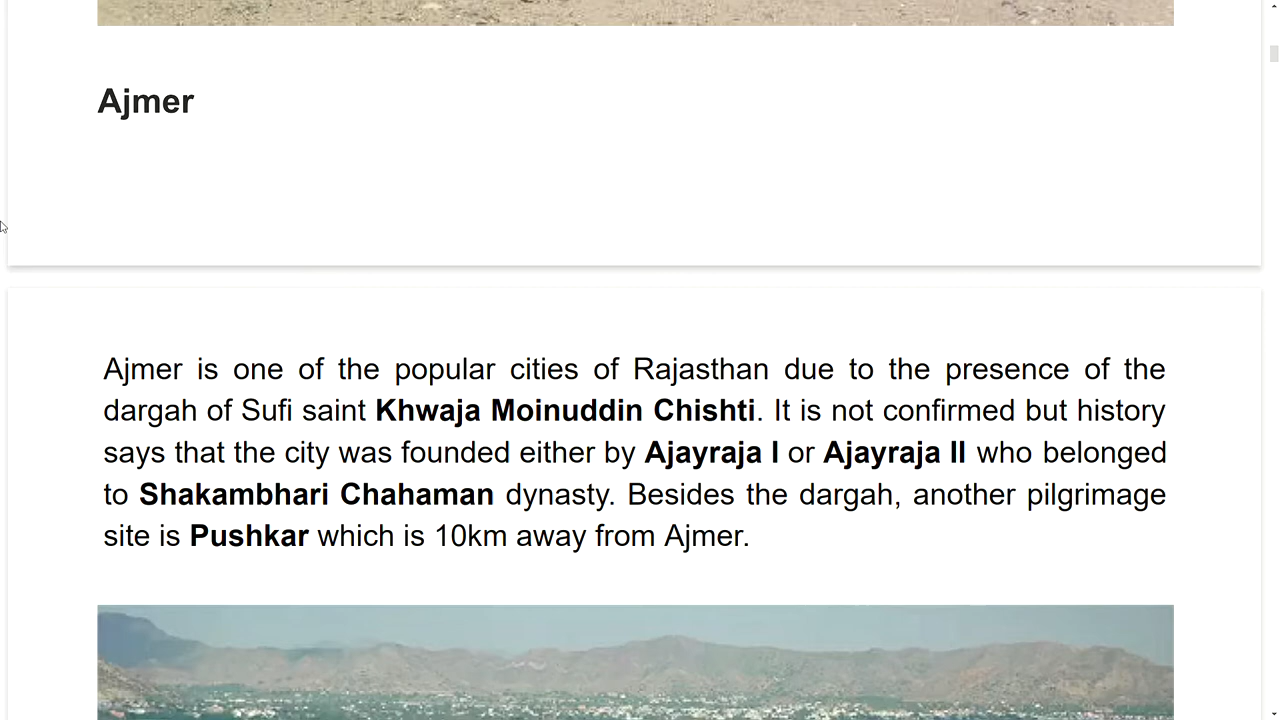 Ajmer
Ajmer is one of the popular cities of Rajasthan due to the presence of the
dargah of Sufi saint Khwaja Moinuddin Chishti. It is not confirmed but history
says that the city was founded either by Ajayraja I or Ajayraja II who belonged
to Shakambhari Chahaman dynasty. Besides the dargah, another pilgrimage
site is Pushkar which is 10km away from Ajmer.